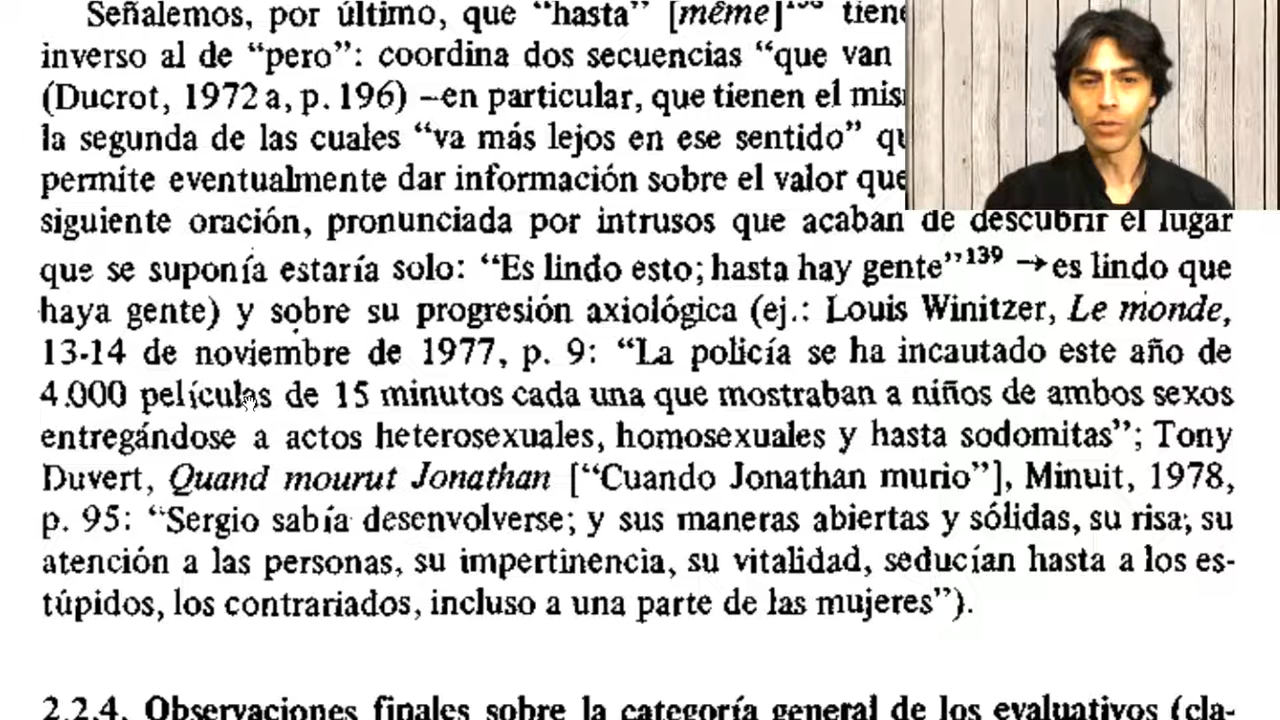 Señalemos, por último, que “hasta” [même]¹³⁸ tiene
inverso al de “pero”: coordina dos secuencias “que van
(Ducrot, 1972 a, p. 196) –en particular, que tienen el
la segunda de las cuales “va más lejos en ese sentido”
permite eventualmente dar información sobre el valor que
siguiente oración, pronunciada por intrusos que acaban de descubrir el lugar
que se suponía estaría solo: “Es lindo esto; hasta hay gente”¹³⁹ → es lindo que
haya gente) y sobre su progresión axiológica (ej.: Louis Winitzer, Le monde,
13-14 de noviembre de 1977, p. 9: “La policía se ha incautado este año de
4.000 películas de 15 minutos cada una que mostraban a niños de ambos sexos
entregándose a actos heterosexuales, homosexuales y hasta sodomitas”; Tony
Duvert, Quand mourut Jonathan [“Cuando Jonathan murio”], Minuit, 1978,
p. 95: “Sergio sabía desenvolverse; y sus maneras abiertas y sólidas, su risa; su
atención a las personas, su impertinencia, su vitalidad, seducían hasta a los es-
túpidos, los contrariados, incluso a una parte de las mujeres”).
2.2.4. Observaciones finales sobre la categoría general de los evaluativos (cla-